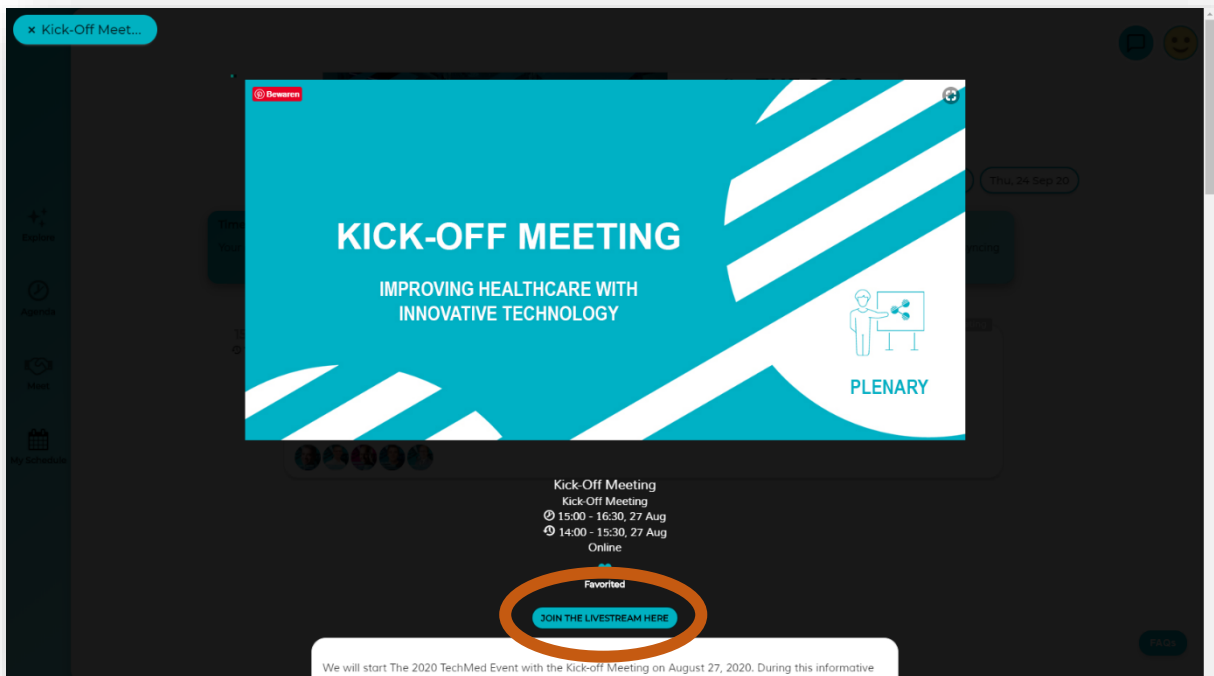 × Kick-Off Meet...
Bewaren
Thu, 24 Sep 20
KICK-OFF MEETING
IMPROVING HEALTHCARE WITH
INNOVATIVE TECHNOLOGY
PLENARY
Explore
Agenda
Meet
My Schedule
Kick-Off Meeting
Kick-Off Meeting
15:00 - 16:30, 27 Aug
14:00 - 15:30, 27 Aug
Online
Favorited
JOIN THE LIVESTREAM HERE
FAQs
We will start The 2020 TechMed Event with the Kick-off Meeting on August 27, 2020. During this informative